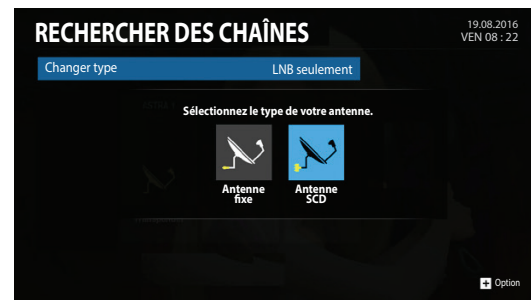 RECHERCHER DES CHAÎNES
19.08.2016
VEN 08 : 22
Changer type
LNB seulement
Sélectionnez le type de votre antenne.
Antenne
fixe
Antenne
SCD
+ Option